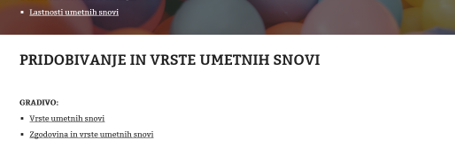 Lastnosti umetnih snovi
PRIDOBIVANJE IN VRSTE UMETNIH SNOVI
GRADIVO:
Vrste umetnih snovi
Zgodovina in vrste umetnih snovi